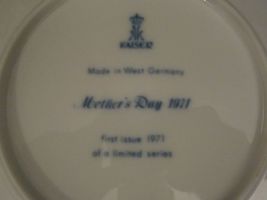 KAISER
Made in West Germany
Mother's Day 1971
first issue 1971
of a limited series